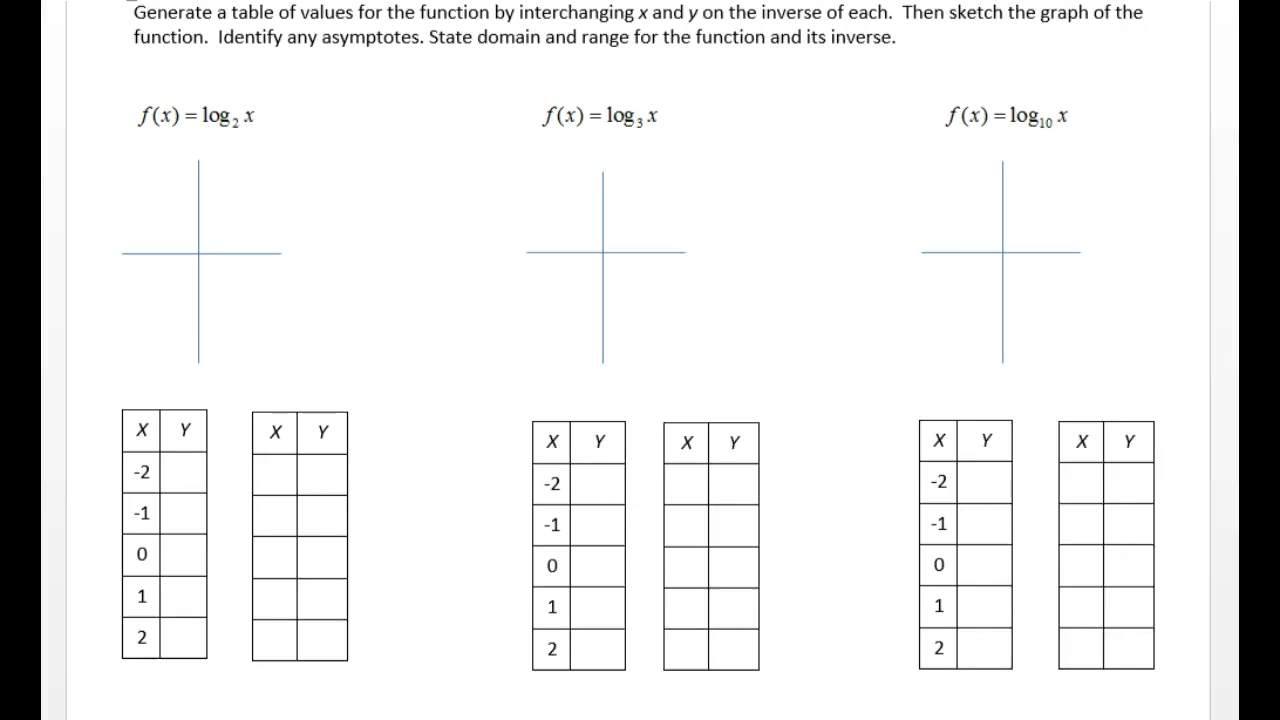 Generate a table of values for the function by interchanging x and y on the inverse of each. Then sketch the graph of the
function. Identify any asymptotes. State domain and range for the function and its inverse.
f(x) = log₂ x
f(x) = log₃ x
f(x) = log₁₀ x
X Y
-2
-1
0
1
2
X Y
X Y
-2
-1
0
1
2
X Y
X Y
-2
-1
0
1
2
X Y